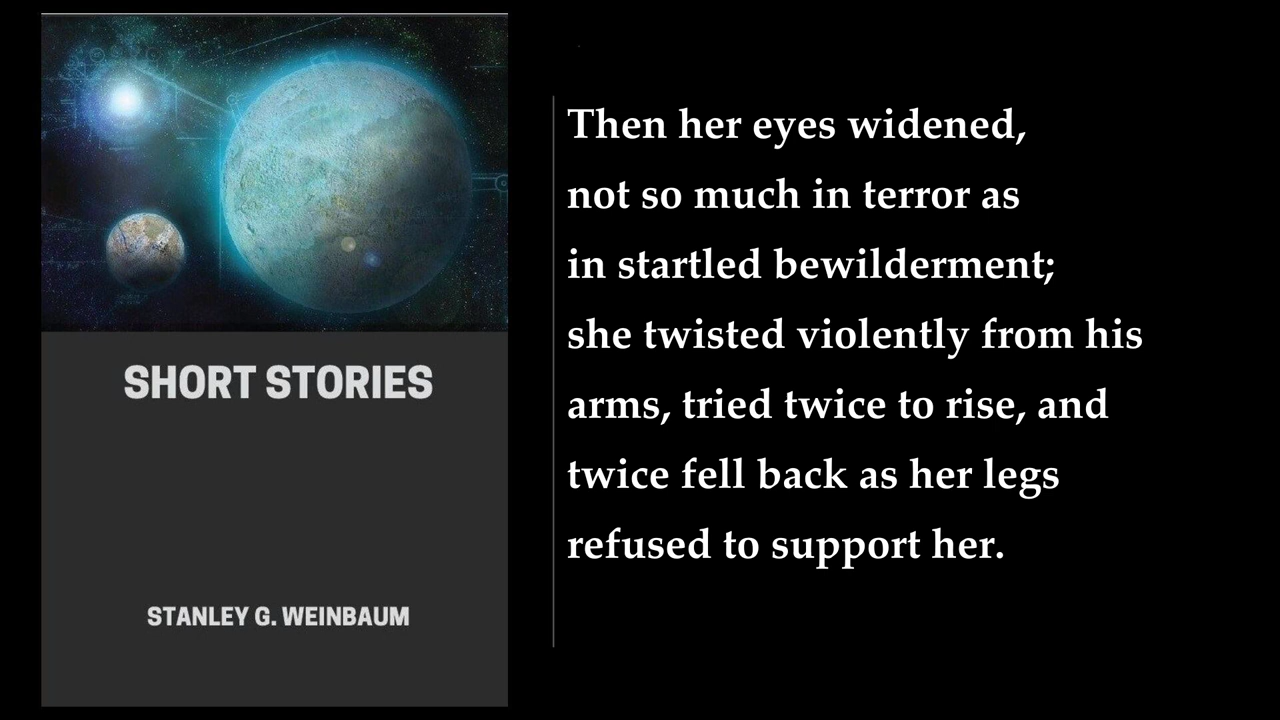 SHORT STORIES
STANLEY G. WEINBAUM
Then her eyes widened,
not so much in terror as
in startled bewilderment;
she twisted violently from his
arms, tried twice to rise, and
twice fell back as her legs
refused to support her.